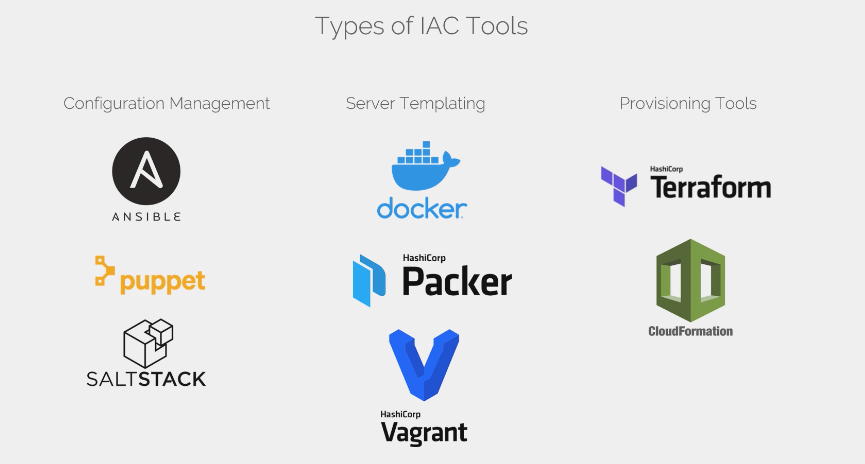 Types of IAC Tools
Configuration Management
ANSIBLE
puppet
SALTSTACK
Server Templating
docker
HashiCorp
Packer
HashiCorp
Vagrant
Provisioning Tools
HashiCorp
Terraform
CloudFormation